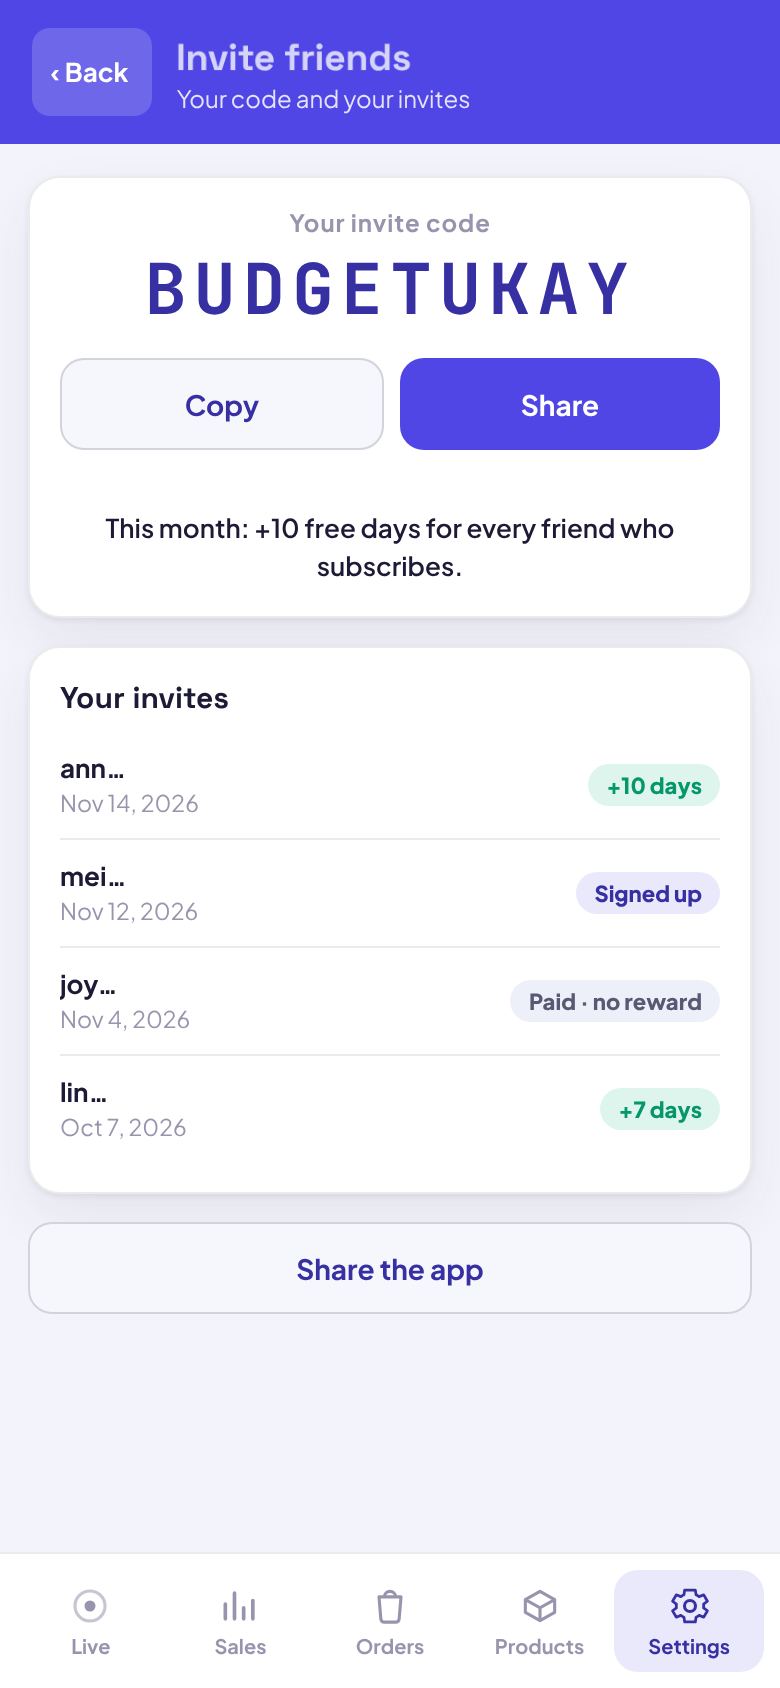 ‹ Back
Invite friends
Your code and your invites
Your invite code
BUDGETUKAY
Copy
Share
This month: +10 free days for every friend who
subscribes.
Your invites
ann…
+10 days
Nov 14, 2026
mei…
Signed up
Nov 12, 2026
joy…
Paid · no reward
Nov 4, 2026
lin…
+7 days
Oct 7, 2026
Share the app
Live
Sales
Orders
Products
Settings